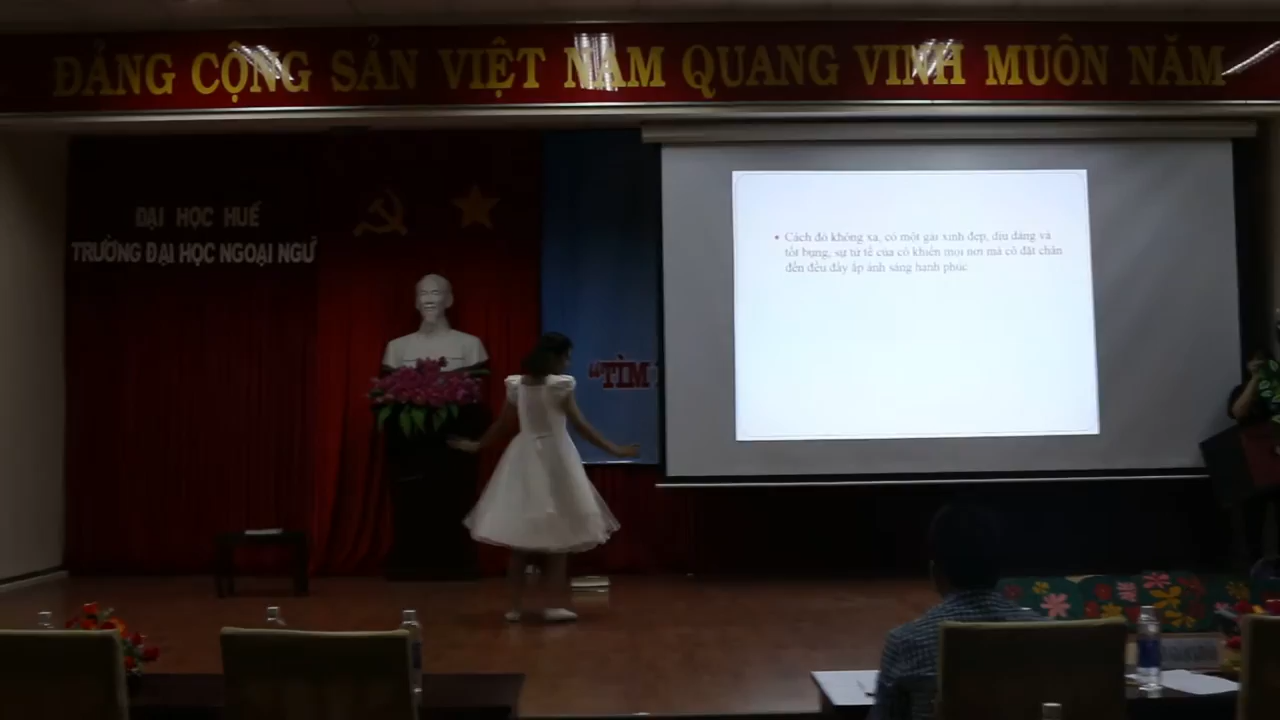 ĐẢNG CỘNG SẢN VIỆT NAM QUANG VINH MUÔN NĂM
ĐẠI HỌC HUẾ
TRƯỜNG ĐẠI HỌC NGOẠI NGỮ
"TÌM
• Cách đó không xa, có một gái xinh đẹp, dịu dàng và
tốt bụng, sự tử tế của cô khiến mọi nơi mà cô đặt chân
đến đều đầy ắp ánh sáng hạnh phúc